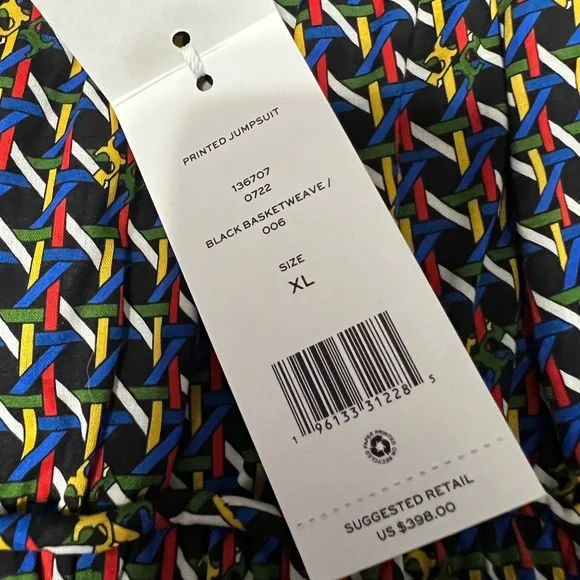 PRINTED JUMPSUIT
136707
0722
BLACK BASKETWEAVE /
006
SIZE
XL
1 96133 31228 5
SUGGESTED RETAIL
US $398.00